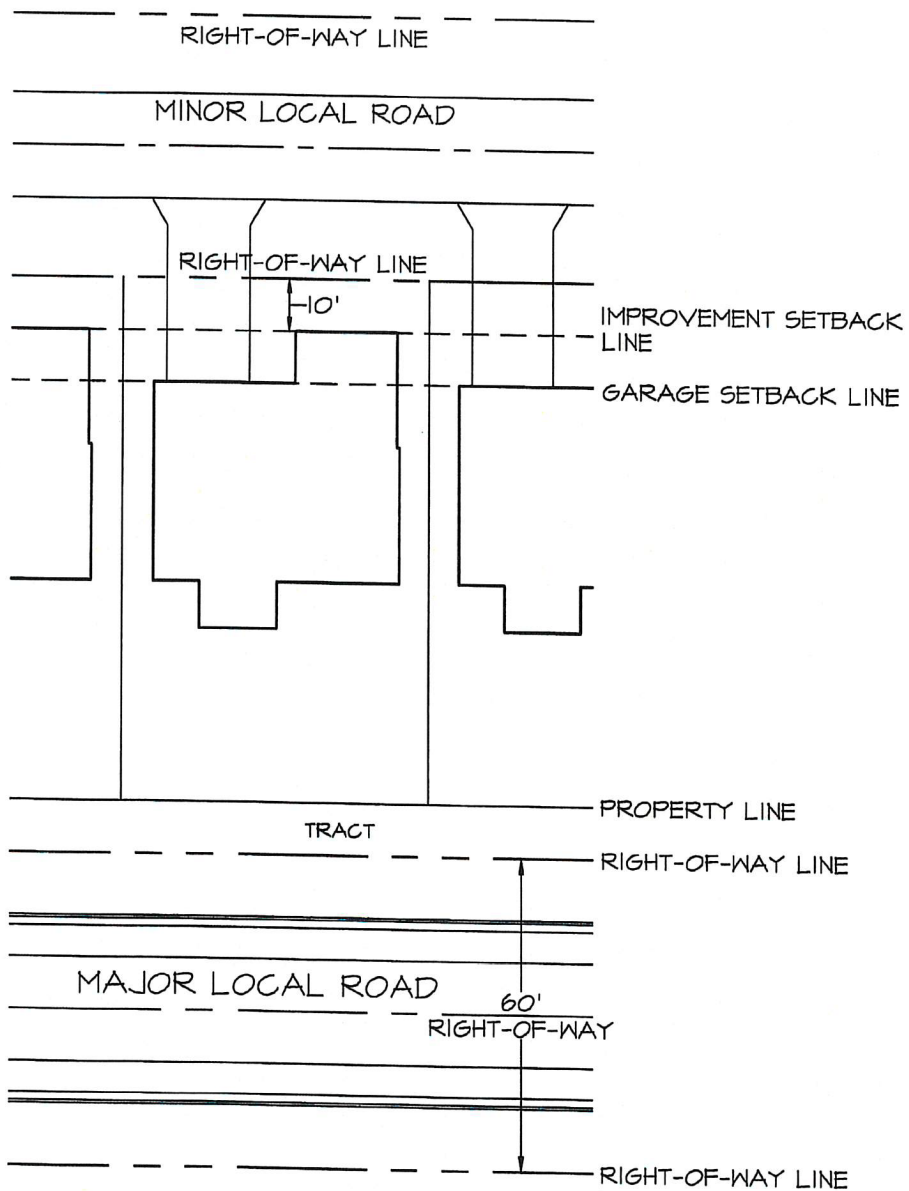 RIGHT-OF-WAY LINE
MINOR LOCAL ROAD
RIGHT-OF-WAY LINE
10'
IMPROVEMENT SETBACK
LINE
GARAGE SETBACK LINE
PROPERTY LINE
TRACT
RIGHT-OF-WAY LINE
MAJOR LOCAL ROAD
60'
RIGHT-OF-WAY
RIGHT-OF-WAY LINE